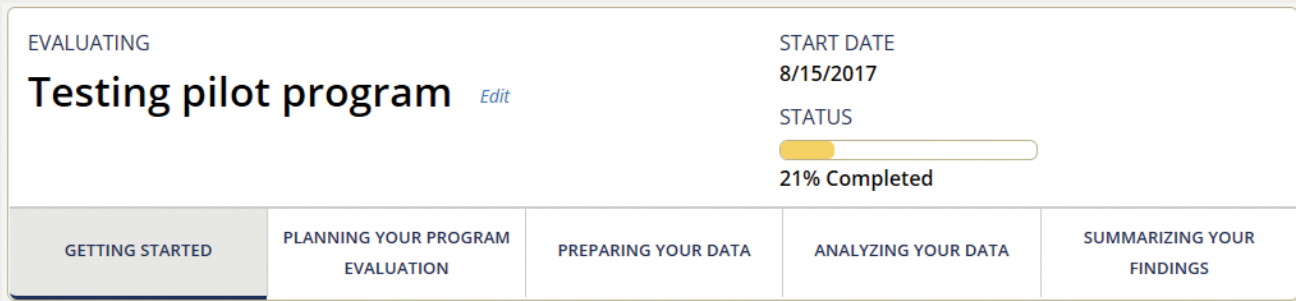 EVALUATING
Testing pilot program Edit
START DATE
8/15/2017
STATUS
21% Completed
GETTING STARTED
PLANNING YOUR PROGRAM
EVALUATION
PREPARING YOUR DATA
ANALYZING YOUR DATA
SUMMARIZING YOUR
FINDINGS